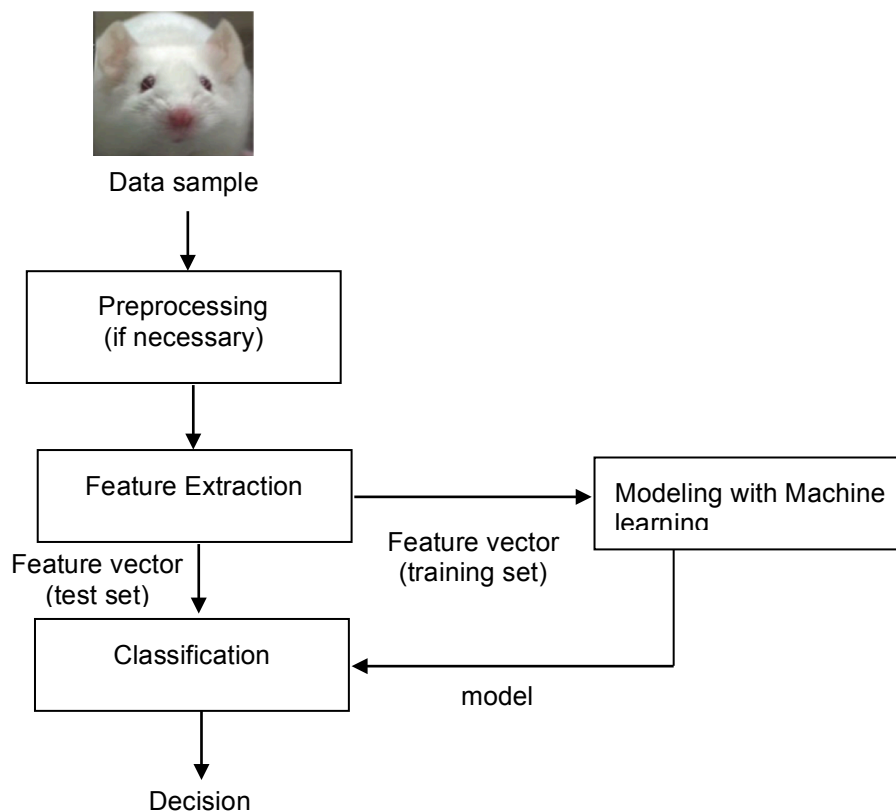 Data sample
Preprocessing
(if necessary)
Feature Extraction
Modeling with Machine
learning
Feature vector
(test set)
Feature vector
(training set)
Classification
model
Decision